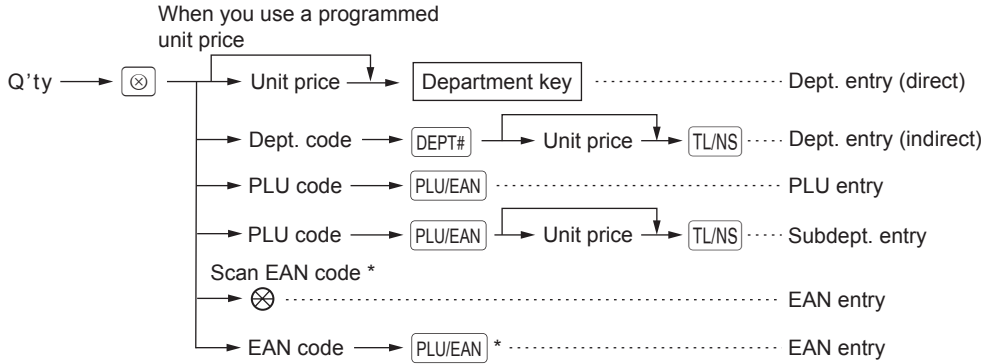 When you use a programmed
unit price
Q'ty ⊗ Unit price Department key Dept. entry (direct)
Dept. code DEPT# Unit price TL/NS Dept. entry (indirect)
PLU code PLU/EAN PLU entry
PLU code PLU/EAN Unit price TL/NS Subdept. entry
Scan EAN code *
EAN entry
EAN code PLU/EAN * EAN entry